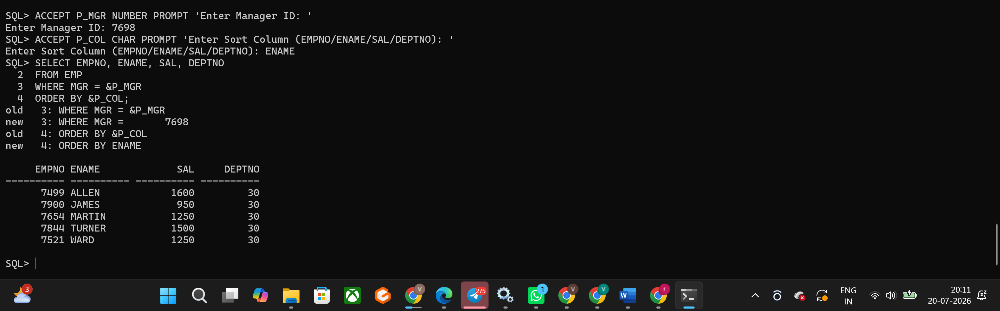 SQL> ACCEPT P_MGR NUMBER PROMPT 'Enter Manager ID: '
Enter Manager ID: 7698
SQL> ACCEPT P_COL CHAR PROMPT 'Enter Sort Column (EMPNO/ENAME/SAL/DEPTNO): '
Enter Sort Column (EMPNO/ENAME/SAL/DEPTNO): ENAME
SQL> SELECT EMPNO, ENAME, SAL, DEPTNO
  2  FROM EMP
  3  WHERE MGR = &P_MGR
  4  ORDER BY &P_COL;
old   3: WHERE MGR = &P_MGR
new   3: WHERE MGR =       7698
old   4: ORDER BY &P_COL
new   4: ORDER BY ENAME
     EMPNO ENAME             SAL     DEPTNO
---------- ---------- ---------- ----------
      7499 ALLEN            1600         30
      7900 JAMES             950         30
      7654 MARTIN           1250         30
      7844 TURNER           1500         30
      7521 WARD             1250         30
SQL>
3 V 275 1 V V W r ENG 20:11
IN 20-07-2026